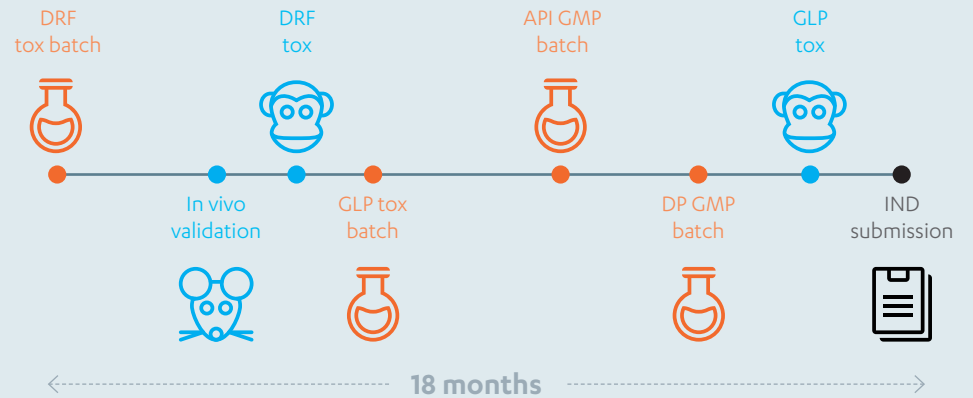 DRF
tox batch
DRF
tox
API GMP
batch
GLP
tox
In vivo
validation
GLP tox
batch
DP GMP
batch
IND
submission
18 months